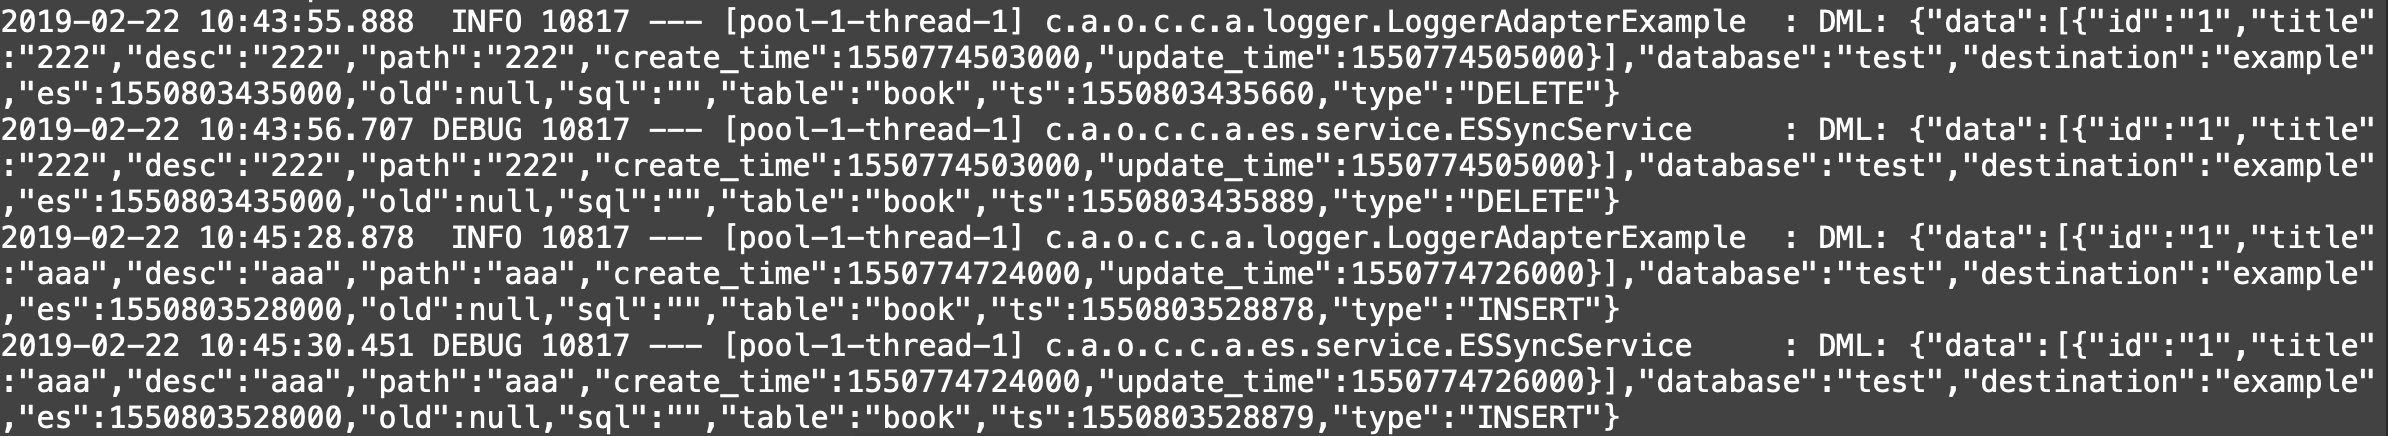 2019-02-22 10:43:55.888  INFO 10817 --- [pool-1-thread-1] c.a.o.c.c.a.logger.LoggerAdapterExample  : DML: {"data":[{"id":"1","title"
:"222","desc":"222","path":"222","create_time":1550774503000,"update_time":1550774505000}],"database":"test","destination":"example"
,"es":1550803435000,"old":null,"sql":"","table":"book","ts":1550803435660,"type":"DELETE"}
2019-02-22 10:43:56.707 DEBUG 10817 --- [pool-1-thread-1] c.a.o.c.c.a.es.service.ESSyncService     : DML: {"data":[{"id":"1","title"
:"222","desc":"222","path":"222","create_time":1550774503000,"update_time":1550774505000}],"database":"test","destination":"example"
,"es":1550803435000,"old":null,"sql":"","table":"book","ts":1550803435889,"type":"DELETE"}
2019-02-22 10:45:28.878  INFO 10817 --- [pool-1-thread-1] c.a.o.c.c.a.logger.LoggerAdapterExample  : DML: {"data":[{"id":"1","title"
:"aaa","desc":"aaa","path":"aaa","create_time":1550774724000,"update_time":1550774726000}],"database":"test","destination":"example"
,"es":1550803528000,"old":null,"sql":"","table":"book","ts":1550803528878,"type":"INSERT"}
2019-02-22 10:45:30.451 DEBUG 10817 --- [pool-1-thread-1] c.a.o.c.c.a.es.service.ESSyncService     : DML: {"data":[{"id":"1","title"
:"aaa","desc":"aaa","path":"aaa","create_time":1550774724000,"update_time":1550774726000}],"database":"test","destination":"example"
,"es":1550803528000,"old":null,"sql":"","table":"book","ts":1550803528879,"type":"INSERT"}